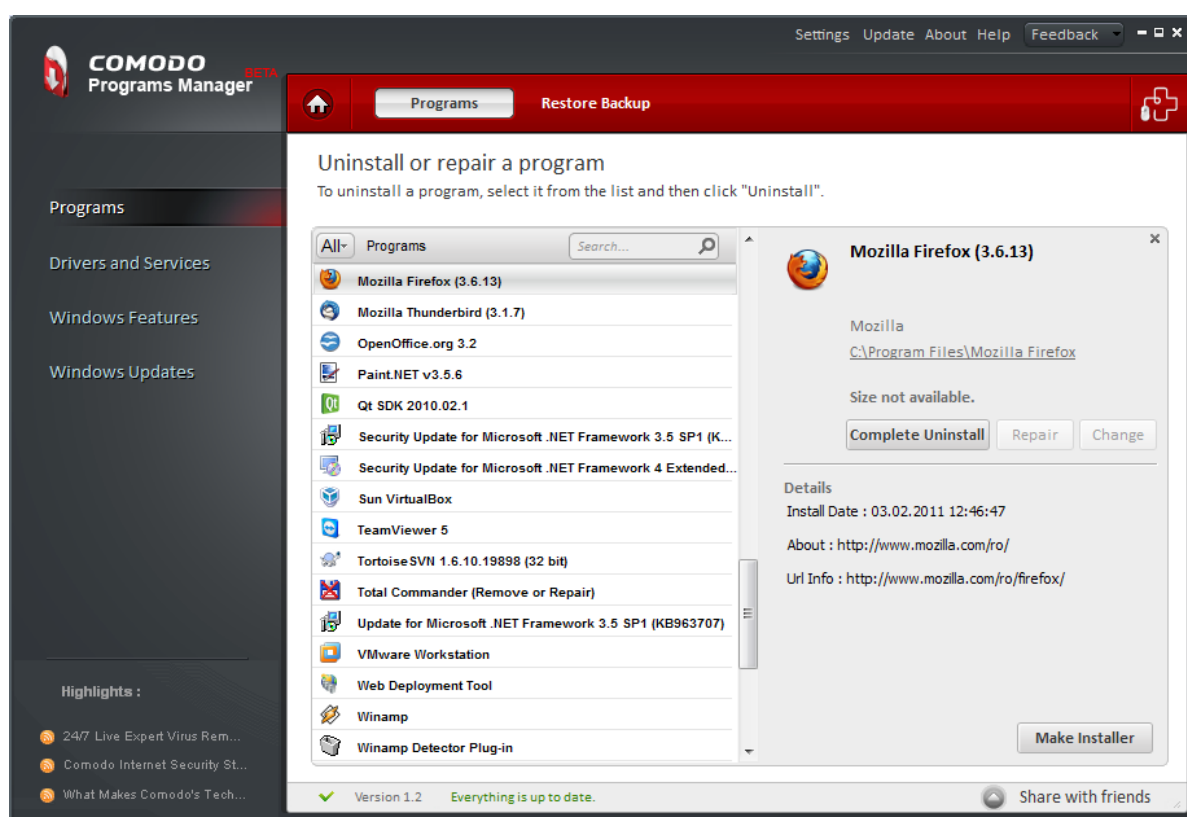 Settings Update About Help Feedback
COMODO
Programs Manager BETA
Programs Restore Backup
Programs
Drivers and Services
Windows Features
Windows Updates
Highlights :
24/7 Live Expert Virus Rem...
Comodo Internet Security St...
What Makes Comodo's Tech...
Uninstall or repair a program
To uninstall a program, select it from the list and then click "Uninstall".
All Programs Search...
Mozilla Firefox (3.6.13)
Mozilla Thunderbird (3.1.7)
OpenOffice.org 3.2
Paint.NET v3.5.6
Qt SDK 2010.02.1
Security Update for Microsoft .NET Framework 3.5 SP1 (K...
Security Update for Microsoft .NET Framework 4 Extended...
Sun VirtualBox
TeamViewer 5
TortoiseSVN 1.6.10.19898 (32 bit)
Total Commander (Remove or Repair)
Update for Microsoft .NET Framework 3.5 SP1 (KB963707)
VMware Workstation
Web Deployment Tool
Winamp
Winamp Detector Plug-in
Mozilla Firefox (3.6.13)
Mozilla
C:\Program Files\Mozilla Firefox
Size not available.
Complete Uninstall Repair Change
Details
Install Date : 03.02.2011 12:46:47
About : http://www.mozilla.com/ro/
Url Info : http://www.mozilla.com/ro/firefox/
Make Installer
Version 1.2 Everything is up to date. Share with friends